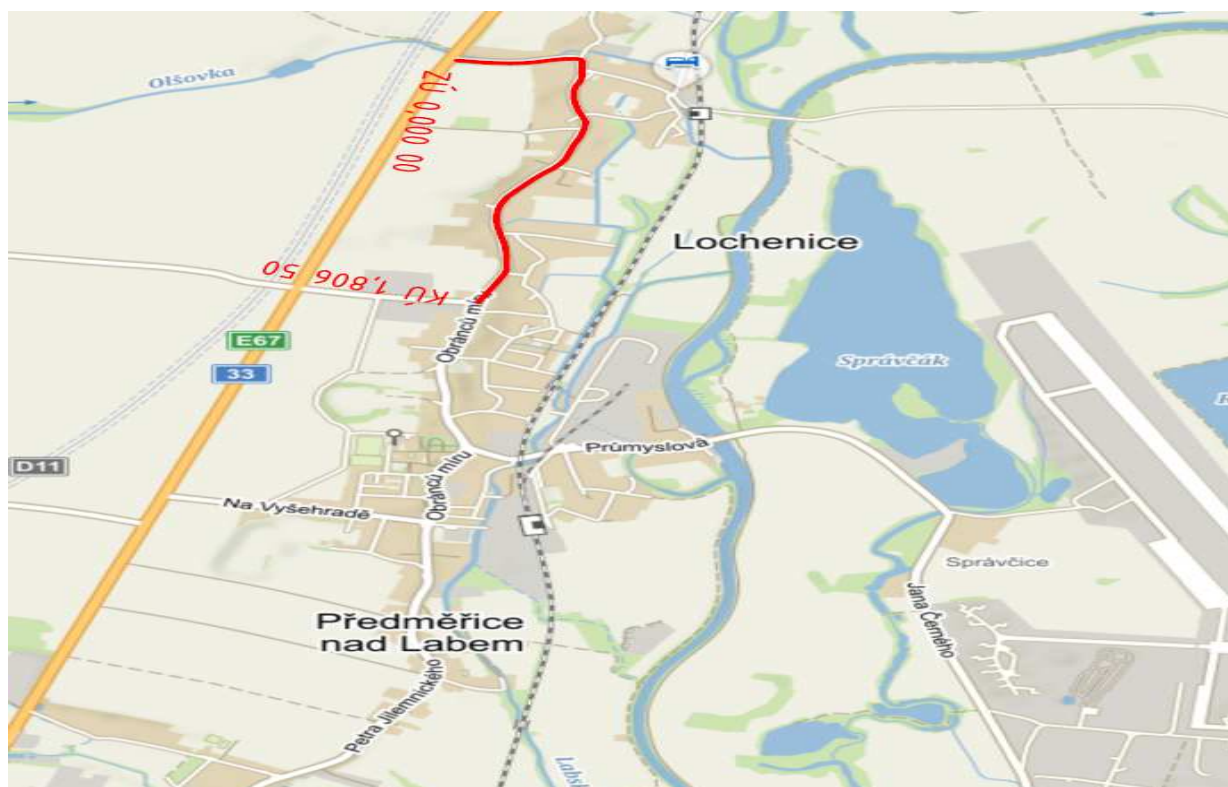 Olšovka
ZÚ 0,000 00
Lochenice
KÚ 1,806 50
Obránců míru
E67
33
Správčák
D11
Průmyslová
Obránců míru
Na Vyšehradě
Správčice
Jana Černého
Předměřice
nad Labem
Petra Jilemnického